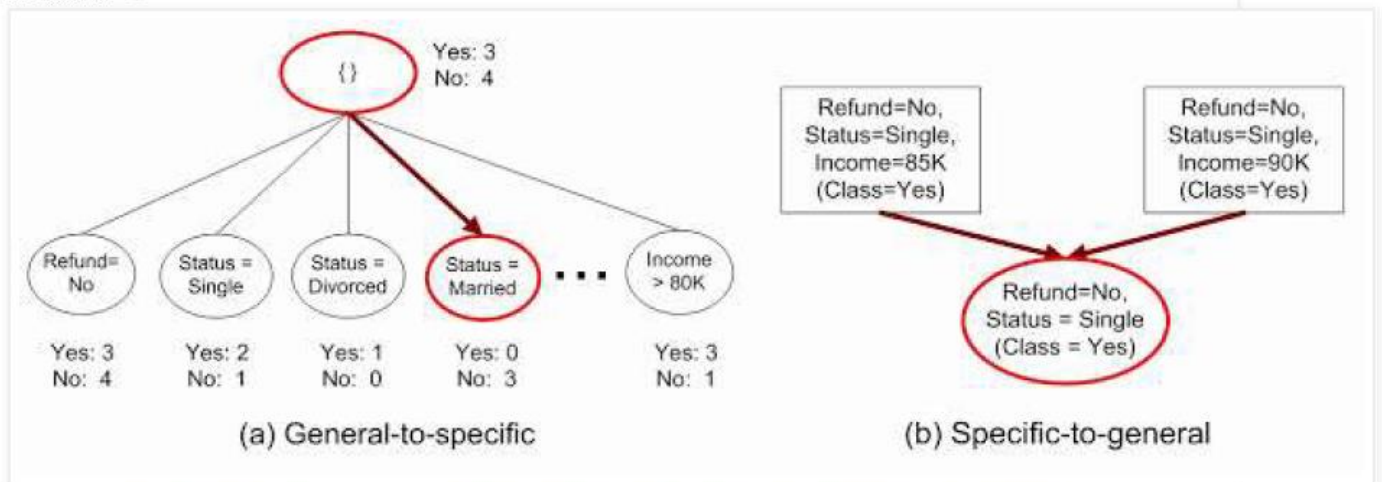 { }
Yes: 3
No: 4
Refund=
No
Status =
Single
Status =
Divorced
Status =
Married
...
Income
> 80K
Yes: 3
No: 4
Yes: 2
No: 1
Yes: 1
No: 0
Yes: 0
No: 3
Yes: 3
No: 1
(a) General-to-specific
Refund=No,
Status=Single,
Income=85K
(Class=Yes)
Refund=No,
Status=Single,
Income=90K
(Class=Yes)
Refund=No,
Status = Single
(Class = Yes)
(b) Specific-to-general